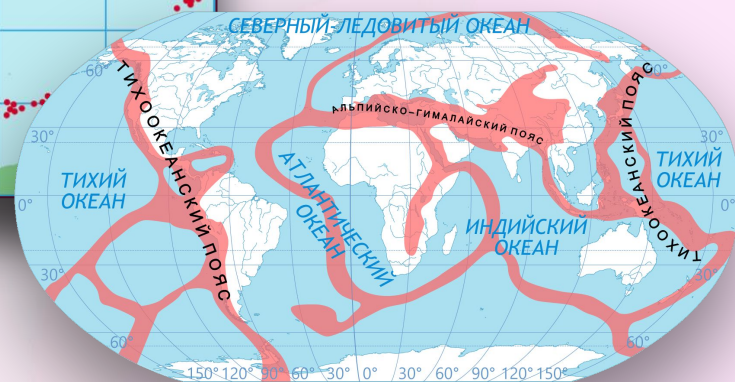 СЕВЕРНЫЙ ЛЕДОВИТЫЙ ОКЕАН
60°
60°
ТИХООКЕАНСКИЙ ПОЯС
АЛЬПИЙСКО-ГИМАЛАЙСКИЙ ПОЯС
ТИХООКЕАНСКИЙ ПОЯС
30°
30°
ТИХИЙ
ОКЕАН
АТЛАНТИЧЕСКИЙ
ОКЕАН
ИНДИЙСКИЙ
ОКЕАН
ТИХИЙ
ОКЕАН
0°
0°
30°
30°
60°
60°
150°120° 90° 60° 30° 0° 30° 60° 90° 120°150°